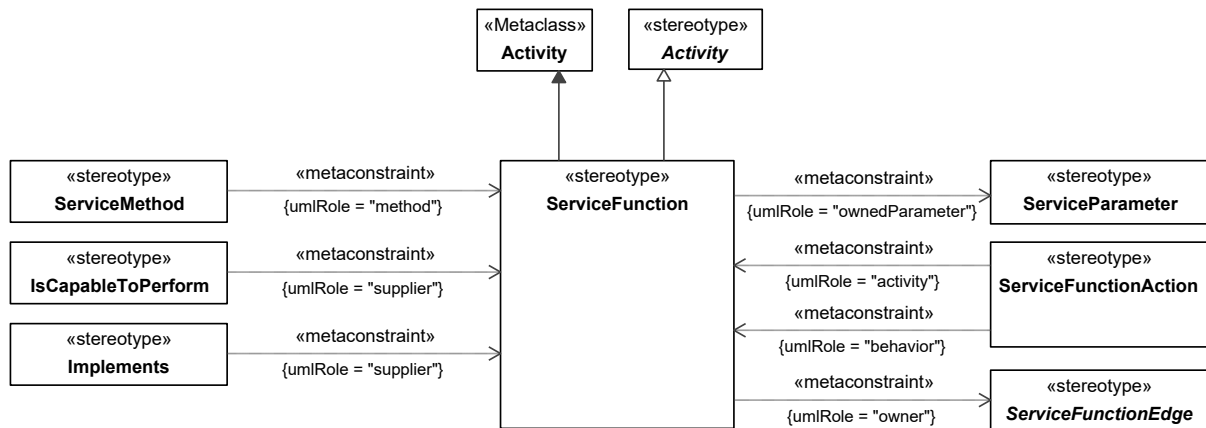 «Metaclass»
Activity
«stereotype»
Activity
«stereotype»
ServiceMethod
«metaconstraint»
{umlRole = "method"}
«stereotype»
IsCapableToPerform
«metaconstraint»
{umlRole = "supplier"}
«stereotype»
Implements
«metaconstraint»
{umlRole = "supplier"}
«stereotype»
ServiceFunction
«metaconstraint»
{umlRole = "ownedParameter"}
«stereotype»
ServiceParameter
«metaconstraint»
{umlRole = "activity"}
«stereotype»
ServiceFunctionAction
«metaconstraint»
{umlRole = "behavior"}
«metaconstraint»
{umlRole = "owner"}
«stereotype»
ServiceFunctionEdge